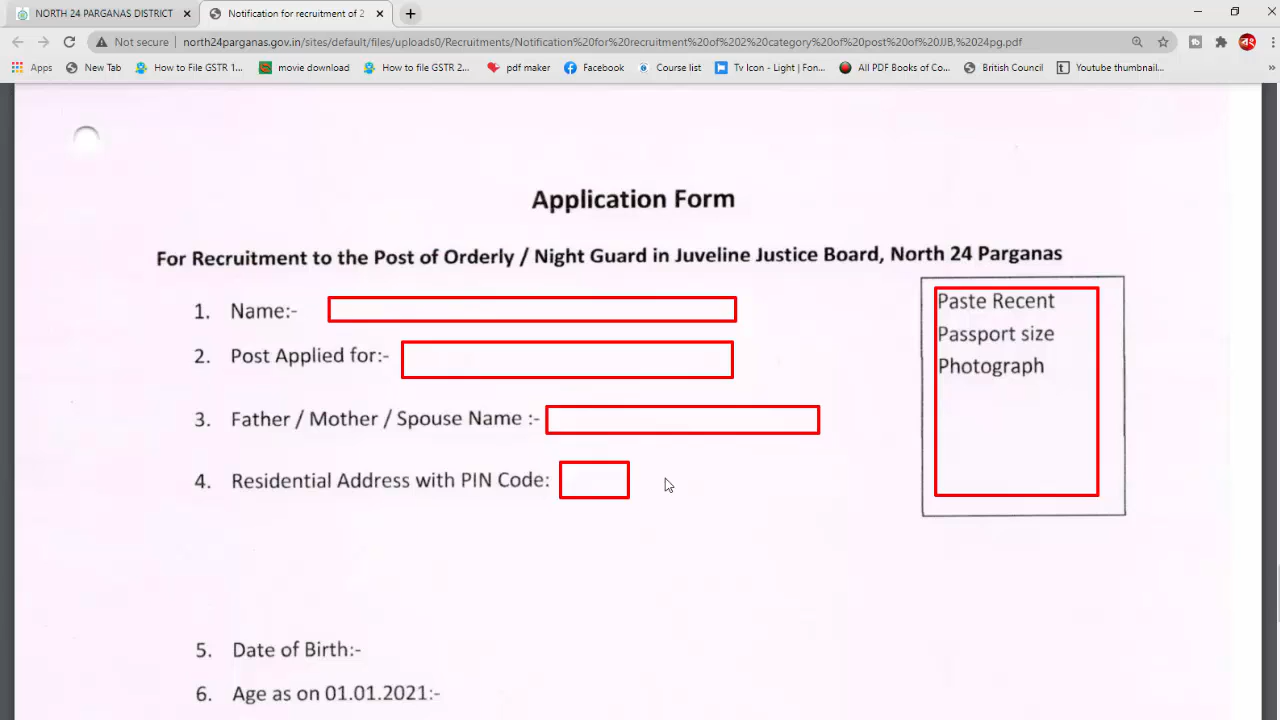 NORTH 24 PARGANAS DISTRICT
Notification for recruitment of 2
Not secure
north24parganas.gov.in/sites/default/files/uploads0/Recruitments/Notification%20for%20recruitment%20of%202%20category%20of%20post%20of%20JJB,%2024pg.pdf
Apps
New Tab
How to File GSTR 1...
movie download
How to file GSTR 2...
pdf maker
Facebook
Course list
Tv Icon - Light | Fon...
All PDF Books of Co...
British Council
Youtube thumbnail...
Application Form
For Recruitment to the Post of Orderly / Night Guard in Juveline Justice Board, North 24 Parganas
1. Name:-
2. Post Applied for:-
3. Father / Mother / Spouse Name :-
4. Residential Address with PIN Code:
Paste Recent
Passport size
Photograph
5. Date of Birth:-
6. Age as on 01.01.2021:-